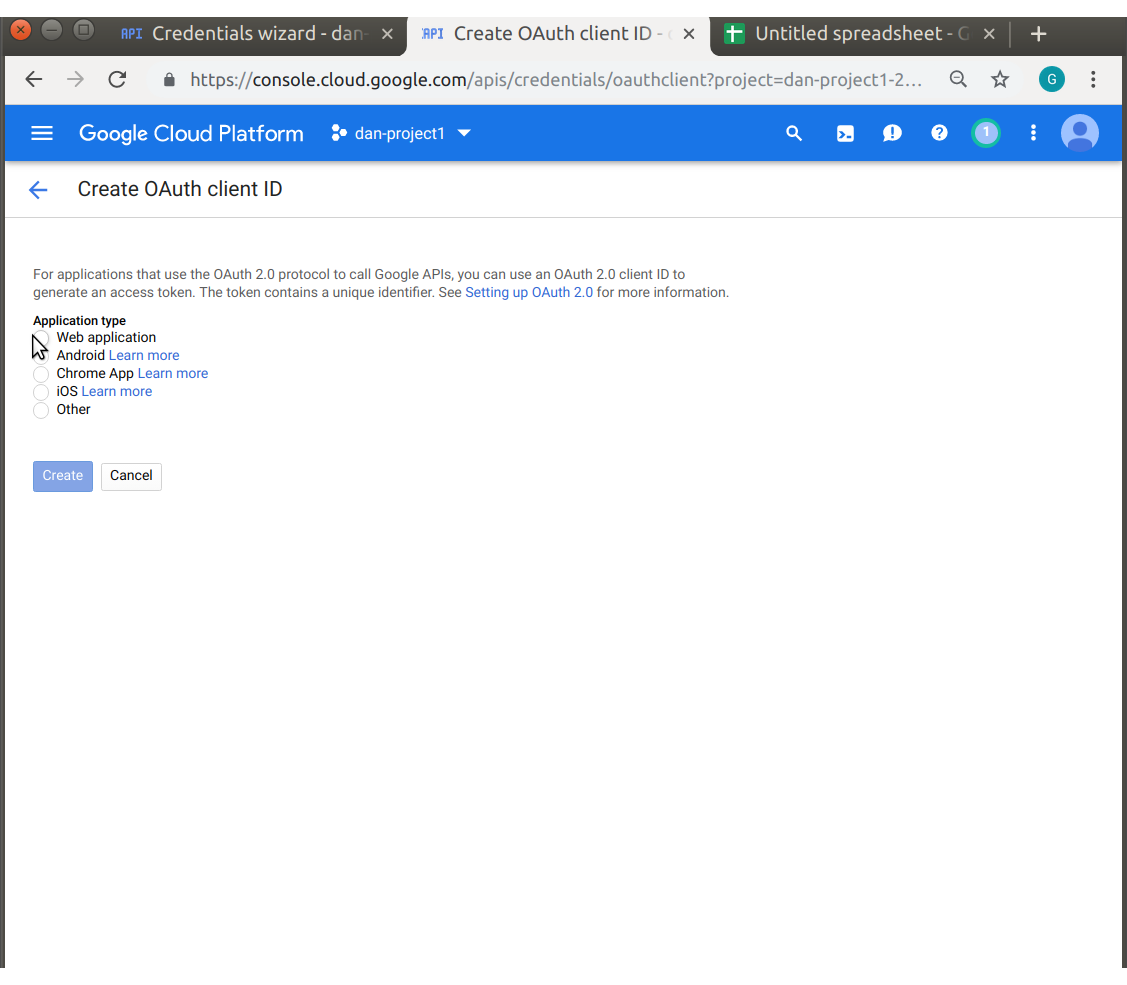 API Credentials wizard - dan-
API Create OAuth client ID -
Untitled spreadsheet - G
https://console.cloud.google.com/apis/credentials/oauthclient?project=dan-project1-2...
G
Google Cloud Platform
dan-project1
1
Create OAuth client ID
For applications that use the OAuth 2.0 protocol to call Google APIs, you can use an OAuth 2.0 client ID to
generate an access token. The token contains a unique identifier. See Setting up OAuth 2.0 for more information.
Application type
Web application
Android Learn more
Chrome App Learn more
iOS Learn more
Other
Create Cancel